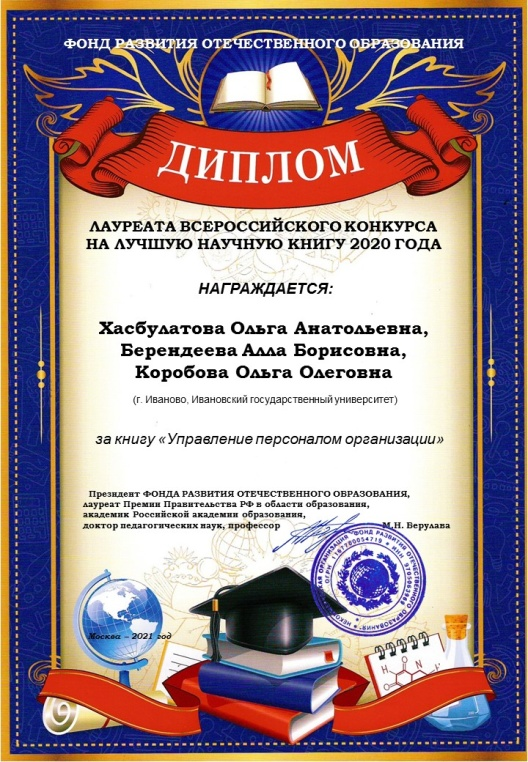 ФОНД РАЗВИТИЯ ОТЕЧЕСТВЕННОГО ОБРАЗОВАНИЯ
ДИПЛОМ
ЛАУРЕАТА ВСЕРОССИЙСКОГО КОНКУРСА
НА ЛУЧШУЮ НАУЧНУЮ КНИГУ 2020 ГОДА
НАГРАЖДАЕТСЯ:
Хасбулатова Ольга Анатольевна,
Берендеева Алла Борисовна,
Коробова Ольга Олеговна
(г. Иваново, Ивановский государственный университет)
за книгу «Управление персоналом организации»
Президент ФОНДА РАЗВИТИЯ ОТЕЧЕСТВЕННОГО ОБРАЗОВАНИЯ,
лауреат Премии Правительства РФ в области образования,
академик Российской академии образования,
доктор педагогических наук, профессор М.Н. Берулава
Москва – 2021 год